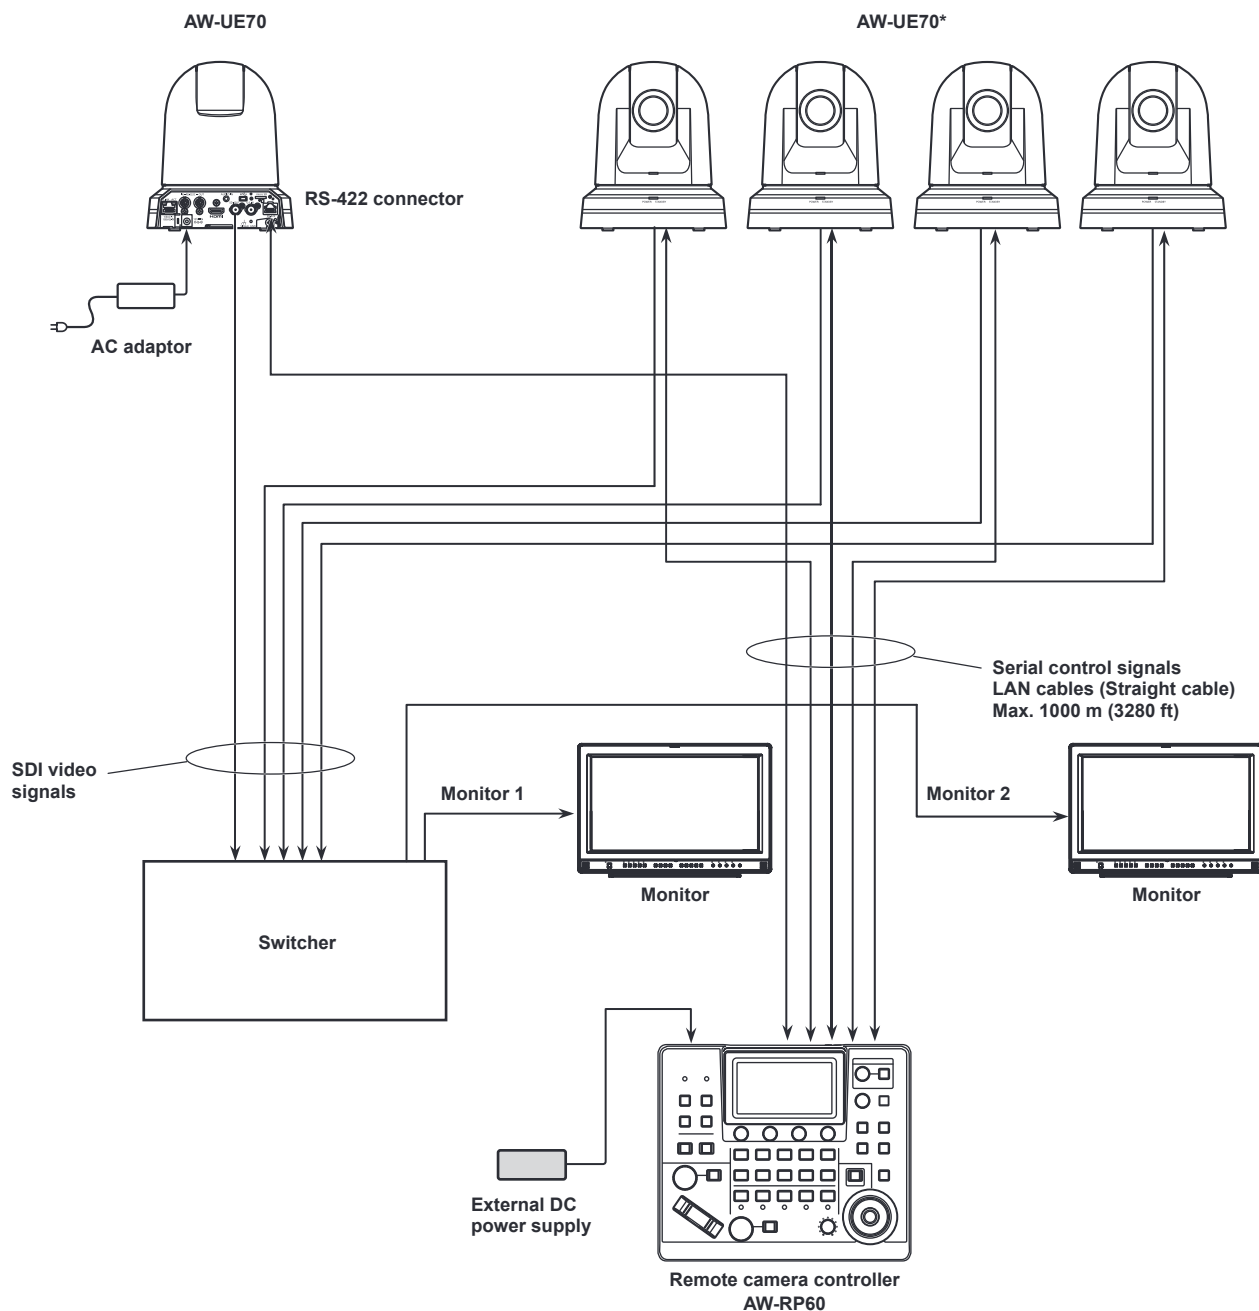 AW-UE70
AW-UE70*
RS-422 connector
AC adaptor
Serial control signals
LAN cables (Straight cable)
Max. 1000 m (3280 ft)
SDI video
signals
Monitor 1
Monitor 2
Monitor
Monitor
Switcher
External DC
power supply
Remote camera controller
AW-RP60